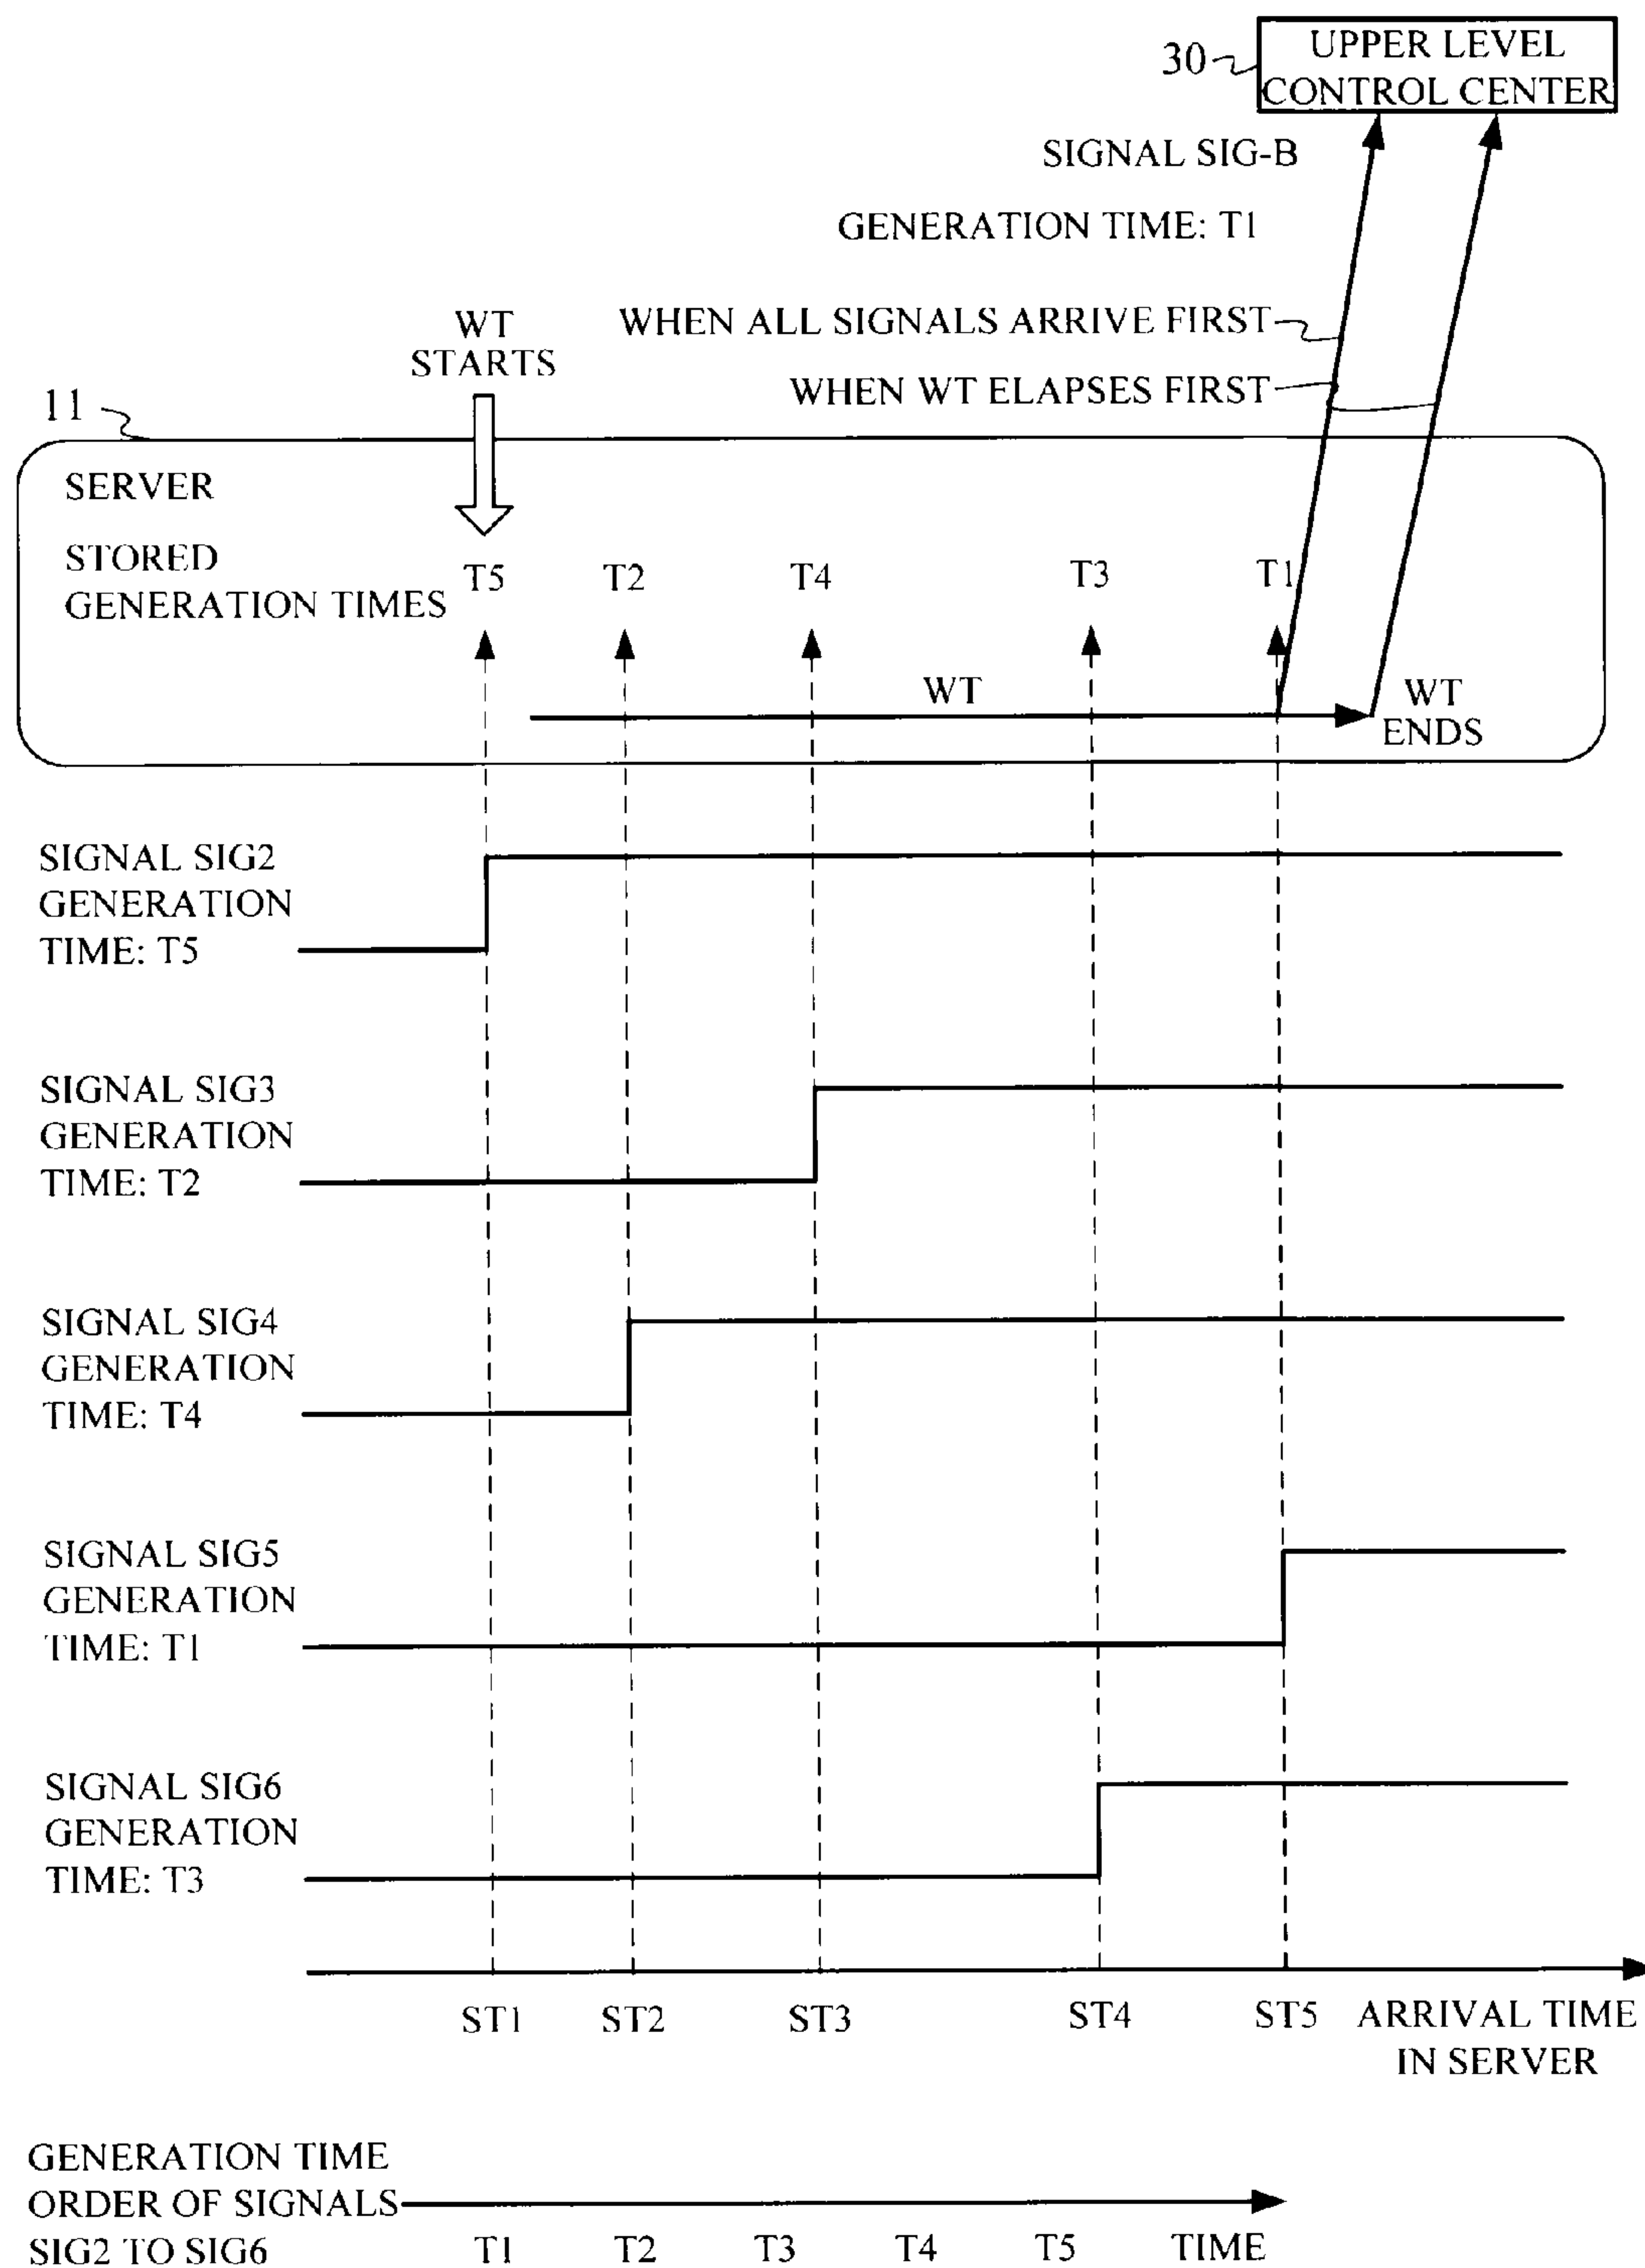 30
UPPER LEVEL
CONTROL CENTER
SIGNAL SIG-B
GENERATION TIME: T1
WHEN ALL SIGNALS ARRIVE FIRST
WHEN WT ELAPSES FIRST
WT
STARTS
11
SERVER
STORED
GENERATION TIMES
T5 T2 T4 T3 T1
WT
WT
ENDS
SIGNAL SIG2
GENERATION
TIME: T5
SIGNAL SIG3
GENERATION
TIME: T2
SIGNAL SIG4
GENERATION
TIME: T4
SIGNAL SIG5
GENERATION
TIME: T1
SIGNAL SIG6
GENERATION
TIME: T3
ST1 ST2 ST3 ST4 ST5
ARRIVAL TIME
IN SERVER
GENERATION TIME
ORDER OF SIGNALS
SIG2 TO SIG6
T1 T2 T3 T4 T5 TIME